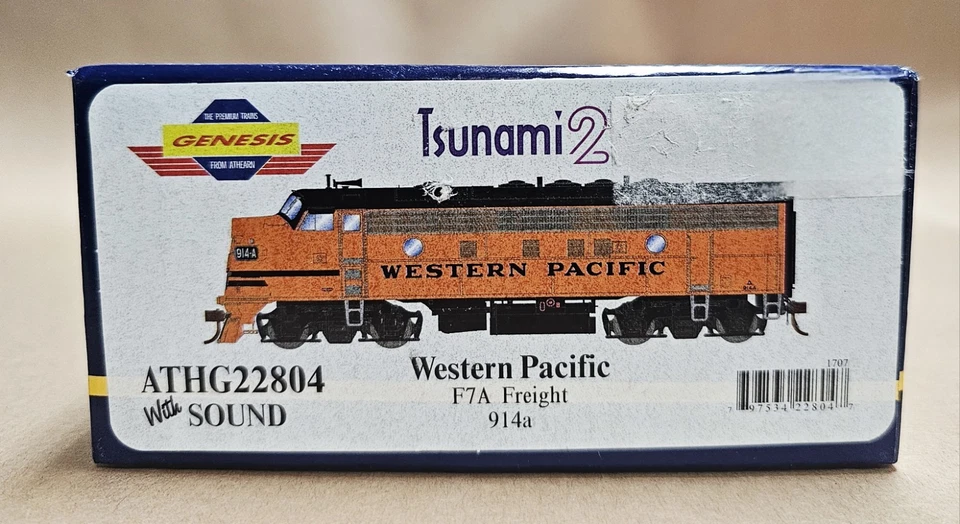 THE PREMIUM TRAINS
GENESIS
FROM ATHEARN
Tsunami2
914-A
WESTERN PACIFIC
914A
ATHG22804
With SOUND
Western Pacific
F7A Freight
914a
1707
7 97534 22804 7